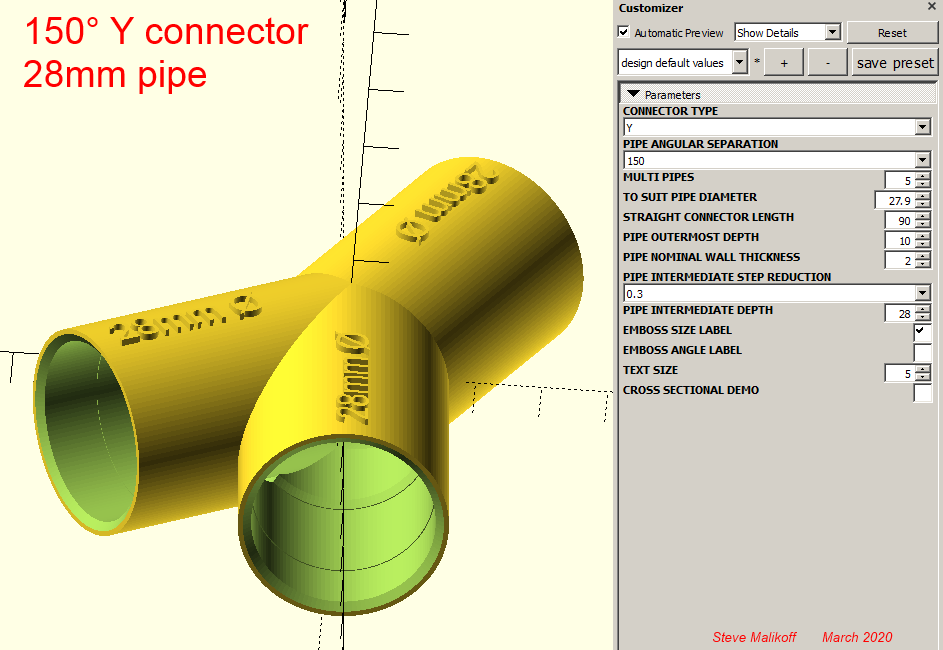 150° Y connector
28mm pipe
28mm Ø
28mm Ø
28mm Ø
Customizer
Automatic Preview
Show Details
Reset
design default values
*
+
-
save preset
Parameters
CONNECTOR TYPE
Y
PIPE ANGULAR SEPARATION
150
MULTI PIPES 5
TO SUIT PIPE DIAMETER 27.9
STRAIGHT CONNECTOR LENGTH 90
PIPE OUTERMOST DEPTH 10
PIPE NOMINAL WALL THICKNESS 2
PIPE INTERMEDIATE STEP REDUCTION
0.3
PIPE INTERMEDIATE DEPTH 28
EMBOSS SIZE LABEL
EMBOSS ANGLE LABEL
TEXT SIZE 5
CROSS SECTIONAL DEMO
Steve Malikoff March 2020